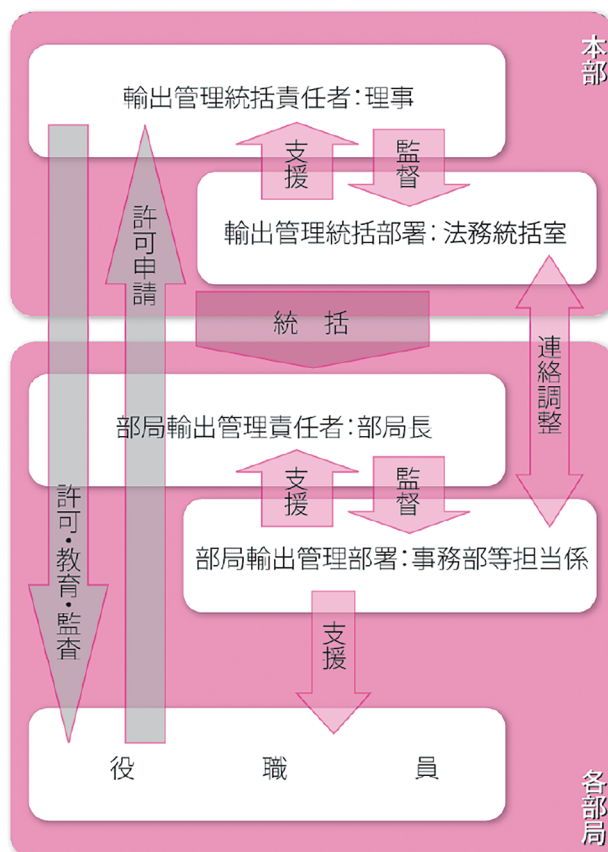 本部
輸出管理統括責任者：理事
支援
監督
輸出管理統括部署：法務統括室
許可申請
統括
連絡調整
部局輸出管理責任者：部局長
支援
監督
許可・教育・監査
部局輸出管理部署：事務部等担当係
支援
役職員
各部局